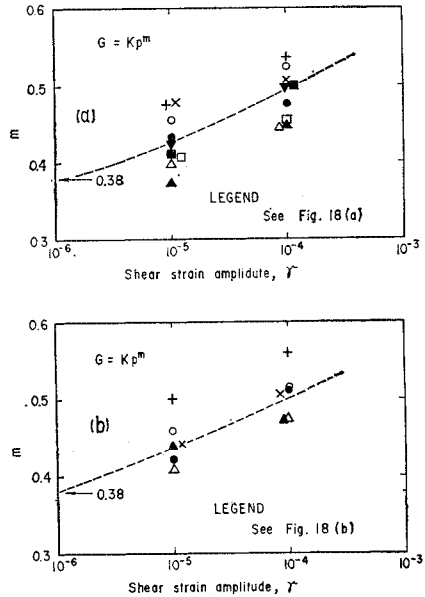 0.6
G = Kp^m
(a)
0.5
m
0.4
0.38
LEGEND
See Fig. 18 (a)
0.3
10^-6 10^-5 10^-4 10^-3
Shear strain amplidute, γ
0.6
G = Kp^m
0.5
(b)
m
0.4
0.38
LEGEND
See Fig. 18 (b)
0.3
10^-6 10^-5 10^-4 10^-3
Shear strain amplitude, γ